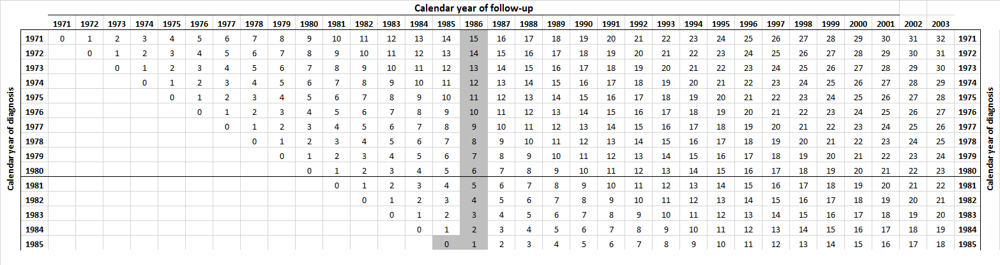 Calendar year of follow-up
1971 1972 1973 1974 1975 1976 1977 1978 1979 1980 1981 1982 1983 1984 1985 1986 1987 1988 1989 1990 1991 1992 1993 1994 1995 1996 1997 1998 1999 2000 2001 2002 2003
Calendar year of diagnosis
1971 0 1 2 3 4 5 6 7 8 9 10 11 12 13 14 15 16 17 18 19 20 21 22 23 24 25 26 27 28 29 30 31 32 1971
1972 0 1 2 3 4 5 6 7 8 9 10 11 12 13 14 15 16 17 18 19 20 21 22 23 24 25 26 27 28 29 30 31 1972
1973 0 1 2 3 4 5 6 7 8 9 10 11 12 13 14 15 16 17 18 19 20 21 22 23 24 25 26 27 28 29 30 1973
1974 0 1 2 3 4 5 6 7 8 9 10 11 12 13 14 15 16 17 18 19 20 21 22 23 24 25 26 27 28 29 1974
1975 0 1 2 3 4 5 6 7 8 9 10 11 12 13 14 15 16 17 18 19 20 21 22 23 24 25 26 27 28 1975
1976 0 1 2 3 4 5 6 7 8 9 10 11 12 13 14 15 16 17 18 19 20 21 22 23 24 25 26 27 1976
1977 0 1 2 3 4 5 6 7 8 9 10 11 12 13 14 15 16 17 18 19 20 21 22 23 24 25 26 1977
1978 0 1 2 3 4 5 6 7 8 9 10 11 12 13 14 15 16 17 18 19 20 21 22 23 24 25 1978
1979 0 1 2 3 4 5 6 7 8 9 10 11 12 13 14 15 16 17 18 19 20 21 22 23 24 1979
1980 0 1 2 3 4 5 6 7 8 9 10 11 12 13 14 15 16 17 18 19 20 21 22 23 1980
1981 0 1 2 3 4 5 6 7 8 9 10 11 12 13 14 15 16 17 18 19 20 21 22 1981
1982 0 1 2 3 4 5 6 7 8 9 10 11 12 13 14 15 16 17 18 19 20 21 1982
1983 0 1 2 3 4 5 6 7 8 9 10 11 12 13 14 15 16 17 18 19 20 1983
1984 0 1 2 3 4 5 6 7 8 9 10 11 12 13 14 15 16 17 18 19 1984
1985 0 1 2 3 4 5 6 7 8 9 10 11 12 13 14 15 16 17 18 1985
Calendar year of diagnosis